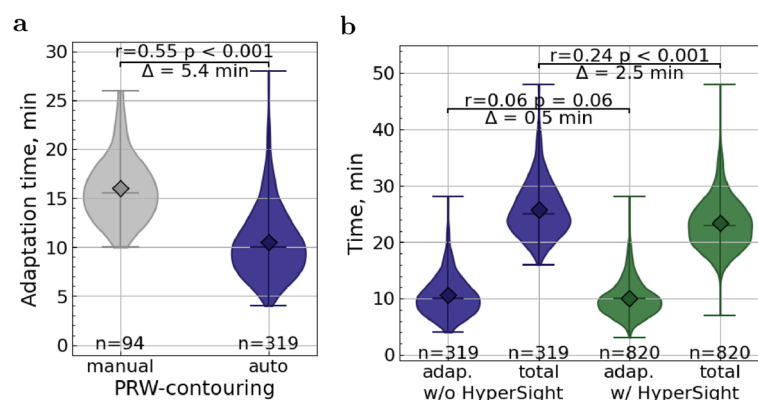 a
b
30
25
20
15
10
5
0
Adaptation time, min
r=0.55 p < 0.001
Δ = 5.4 min
n=94
n=319
manual
auto
PRW-contouring
50
40
30
20
10
0
Time, min
r=0.24 p < 0.001
Δ = 2.5 min
r=0.06 p = 0.06
Δ = 0.5 min
n=319
n=319
n=820
n=820
adap.
total
adap.
total
w/o HyperSight
w/ HyperSight